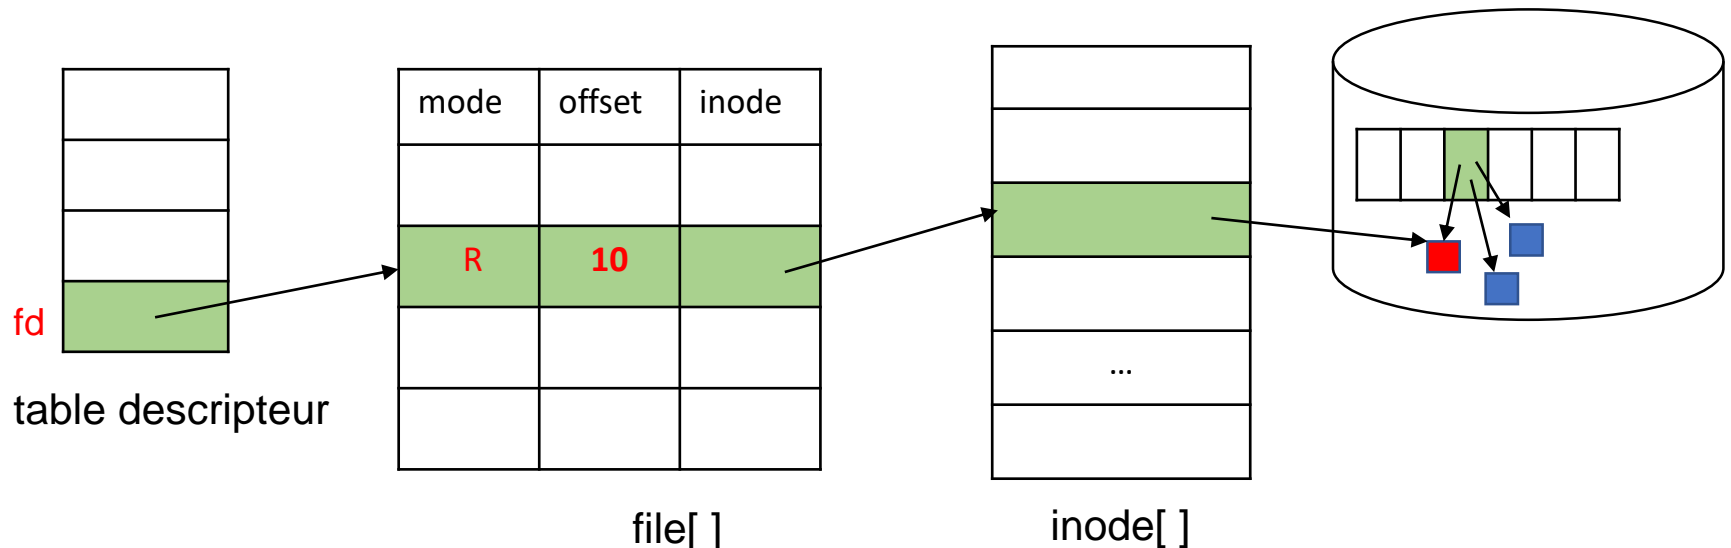 mode offset inode
R 10
fd
...
table descripteur
file[ ]
inode[ ]